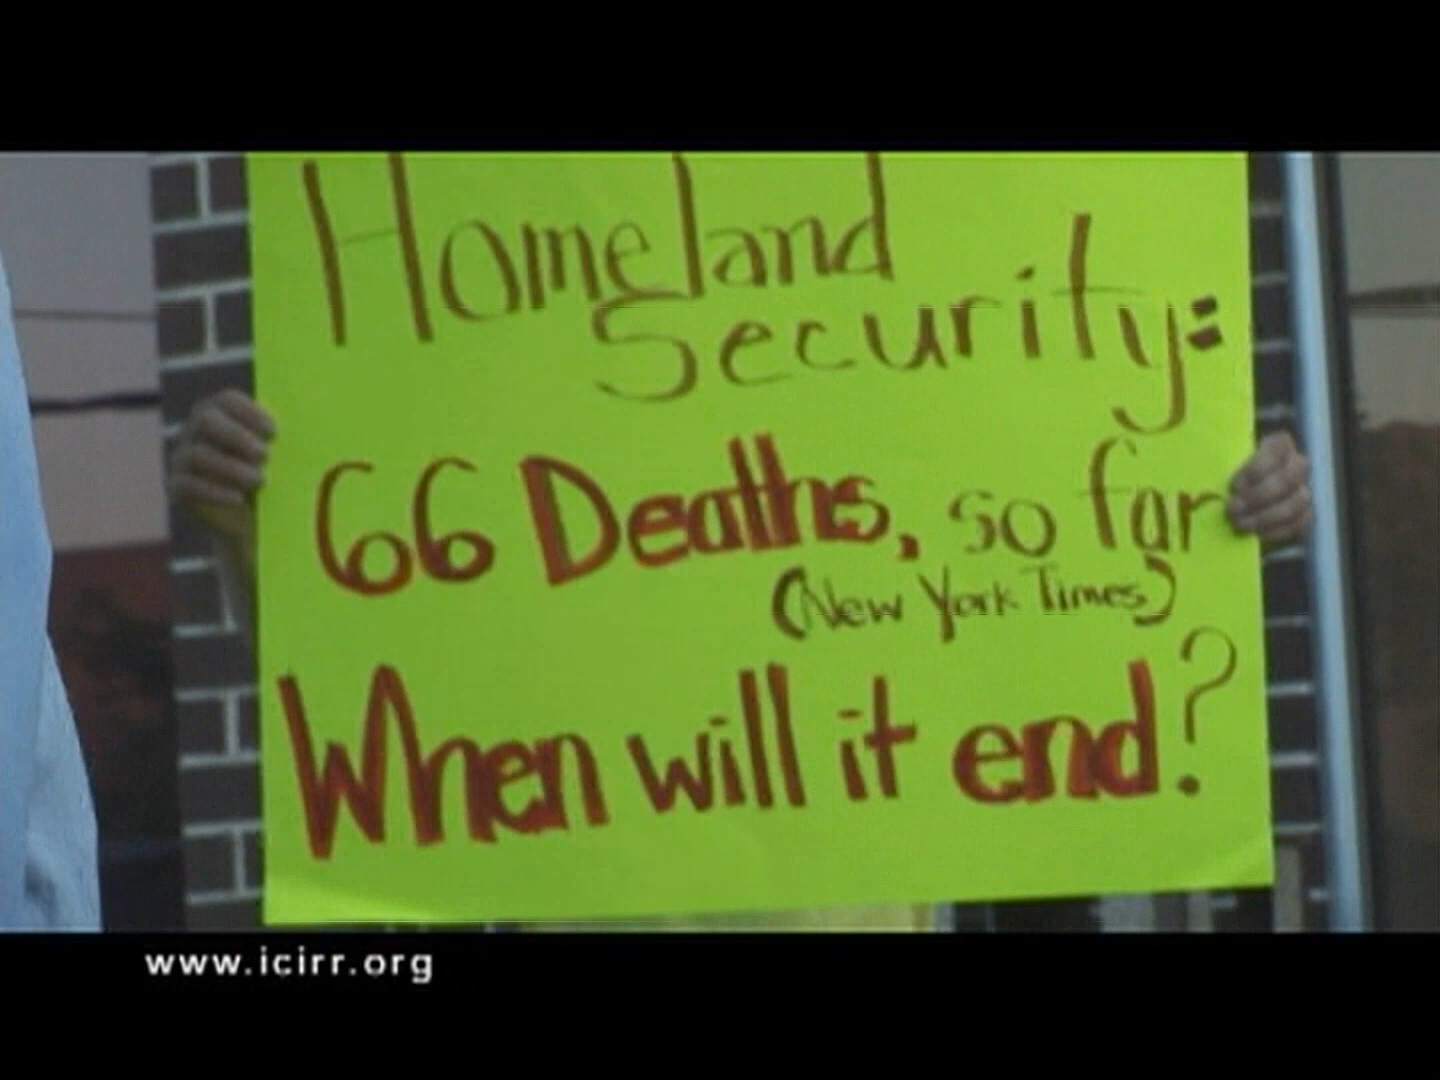 Homeland
Security:
66 Deaths, so far
(New York Times)
When will it end?
www.icirr.org